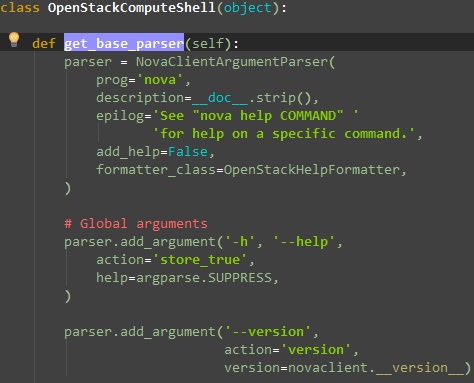 class OpenStackComputeShell(object):
def get_base_parser(self):
parser = NovaClientArgumentParser(
prog='nova',
description=__doc__.strip(),
epilog='See "nova help COMMAND" '
'for help on a specific command.',
add_help=False,
formatter_class=OpenStackHelpFormatter,
)
# Global arguments
parser.add_argument('-h', '--help',
action='store_true',
help=argparse.SUPPRESS,
)
parser.add_argument('--version',
action='version',
version=novaclient.__version__)